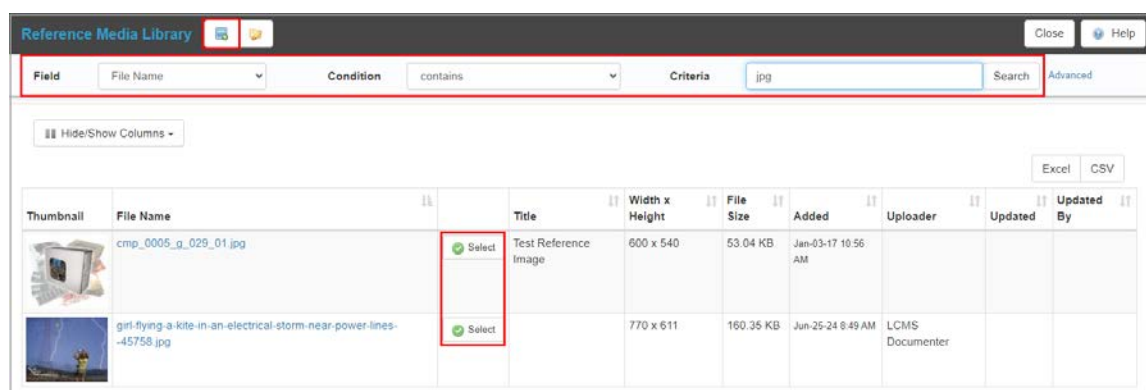 Reference Media Library Close Help
Field File Name Condition contains Criteria jpg Search Advanced
Hide/Show Columns
Excel CSV
Thumbnail File Name Title Width x Height File Size Added Uploader Updated Updated By
cmp_0005_g_029_01.jpg Select Test Reference Image 600 x 540 53.04 KB Jan-03-17 10:56 AM
girl-flying-a-kite-in-an-electrical-storm-near-power-lines-
-45758.jpg Select 770 x 611 160.35 KB Jun-25-24 8:49 AM LCMS Documenter